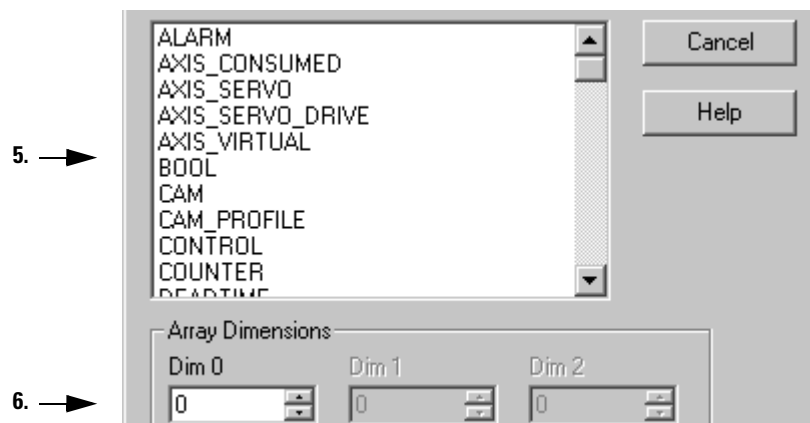 ALARM
AXIS_CONSUMED
AXIS_SERVO
AXIS_SERVO_DRIVE
AXIS_VIRTUAL
BOOL
CAM
CAM_PROFILE
CONTROL
COUNTER
DEADTIME
Cancel
Help
5.
Array Dimensions
Dim 0 Dim 1 Dim 2
6.
0 0 0